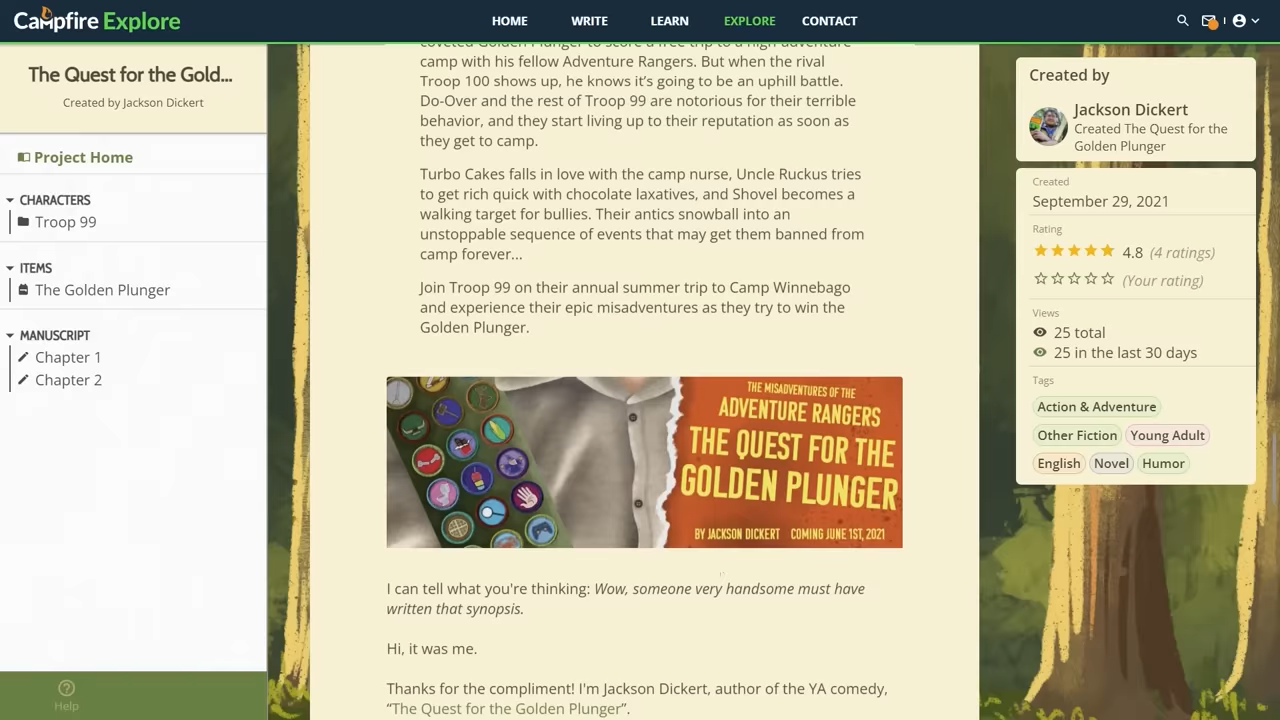 Campfire Explore
HOME
WRITE
LEARN
EXPLORE
CONTACT
The Quest for the Gold...
Created by Jackson Dickert
Project Home
CHARACTERS
Troop 99
ITEMS
The Golden Plunger
MANUSCRIPT
Chapter 1
Chapter 2
Help
coveted Golden Plunger to score a free trip to a high adventure
camp with his fellow Adventure Rangers. But when the rival
Troop 100 shows up, he knows it's going to be an uphill battle.
Do-Over and the rest of Troop 99 are notorious for their terrible
behavior, and they start living up to their reputation as soon as
they get to camp.
Turbo Cakes falls in love with the camp nurse, Uncle Ruckus tries
to get rich quick with chocolate laxatives, and Shovel becomes a
walking target for bullies. Their antics snowball into an
unstoppable sequence of events that may get them banned from
camp forever...
Join Troop 99 on their annual summer trip to Camp Winnebago
and experience their epic misadventures as they try to win the
Golden Plunger.
THE MISADVENTURES OF THE
ADVENTURE RANGERS
THE QUEST FOR THE
GOLDEN PLUNGER
BY JACKSON DICKERT COMING JUNE 1ST, 2021
I can tell what you're thinking: Wow, someone very handsome must have
written that synopsis.
Hi, it was me.
Thanks for the compliment! I'm Jackson Dickert, author of the YA comedy,
“The Quest for the Golden Plunger”.
Created by
Jackson Dickert
Created The Quest for the
Golden Plunger
Created
September 29, 2021
Rating
4.8 (4 ratings)
(Your rating)
Views
25 total
25 in the last 30 days
Tags
Action & Adventure
Other Fiction Young Adult
English Novel Humor